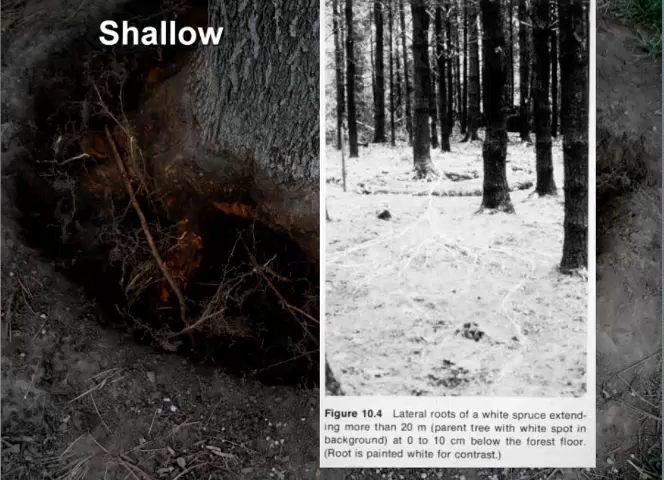 Shallow
Figure 10.4 Lateral roots of a white spruce extend-
ing more than 20 m (parent tree with white spot in
background) at 0 to 10 cm below the forest floor.
(Root is painted white for contrast.)